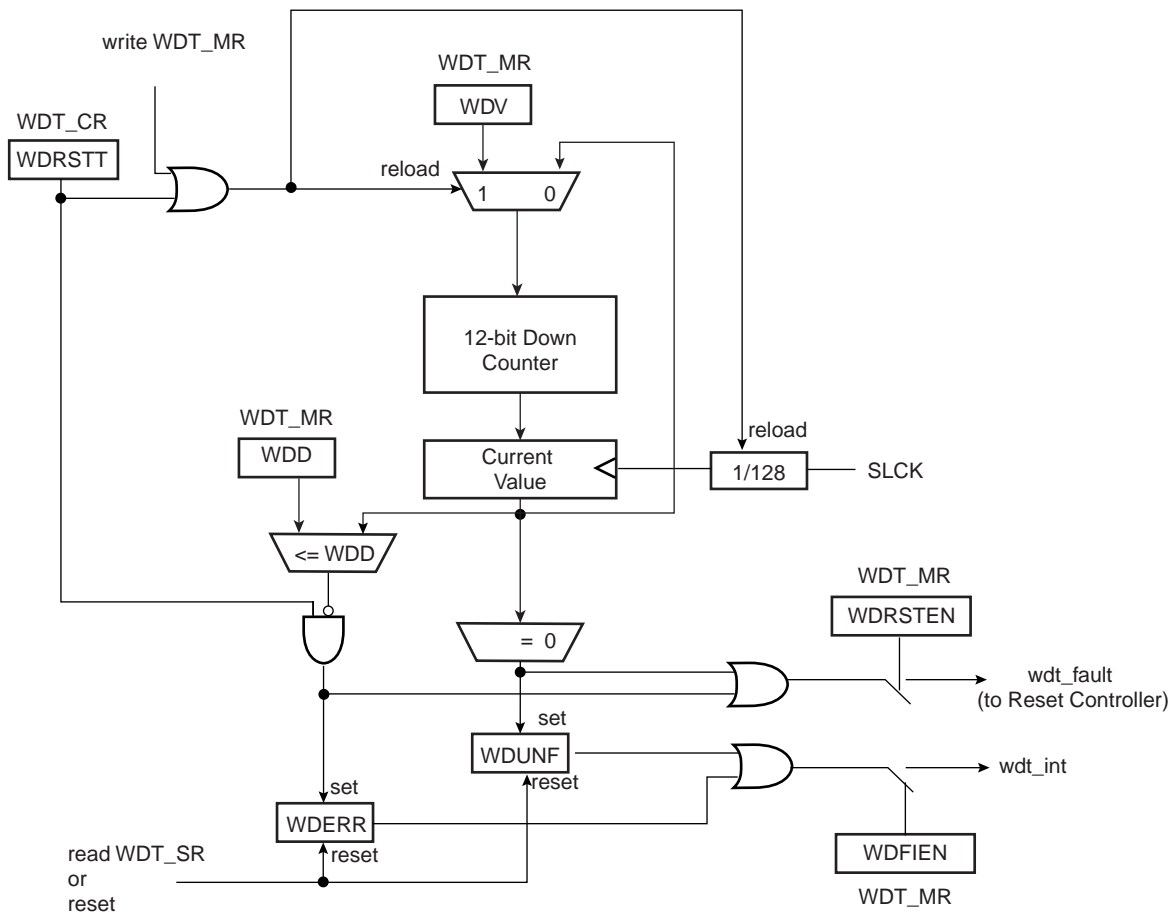 write WDT_MR
WDT_MR
WDV
WDT_CR
WDRSTT
reload
1 0
12-bit Down
Counter
WDT_MR
WDD
Current
Value
reload
1/128
SLCK
<= WDD
WDT_MR
WDRSTEN
= 0
wdt_fault
(to Reset Controller)
set
WDUNF
reset
wdt_int
set
WDERR
reset
WDFIEN
WDT_MR
read WDT_SR
or
reset